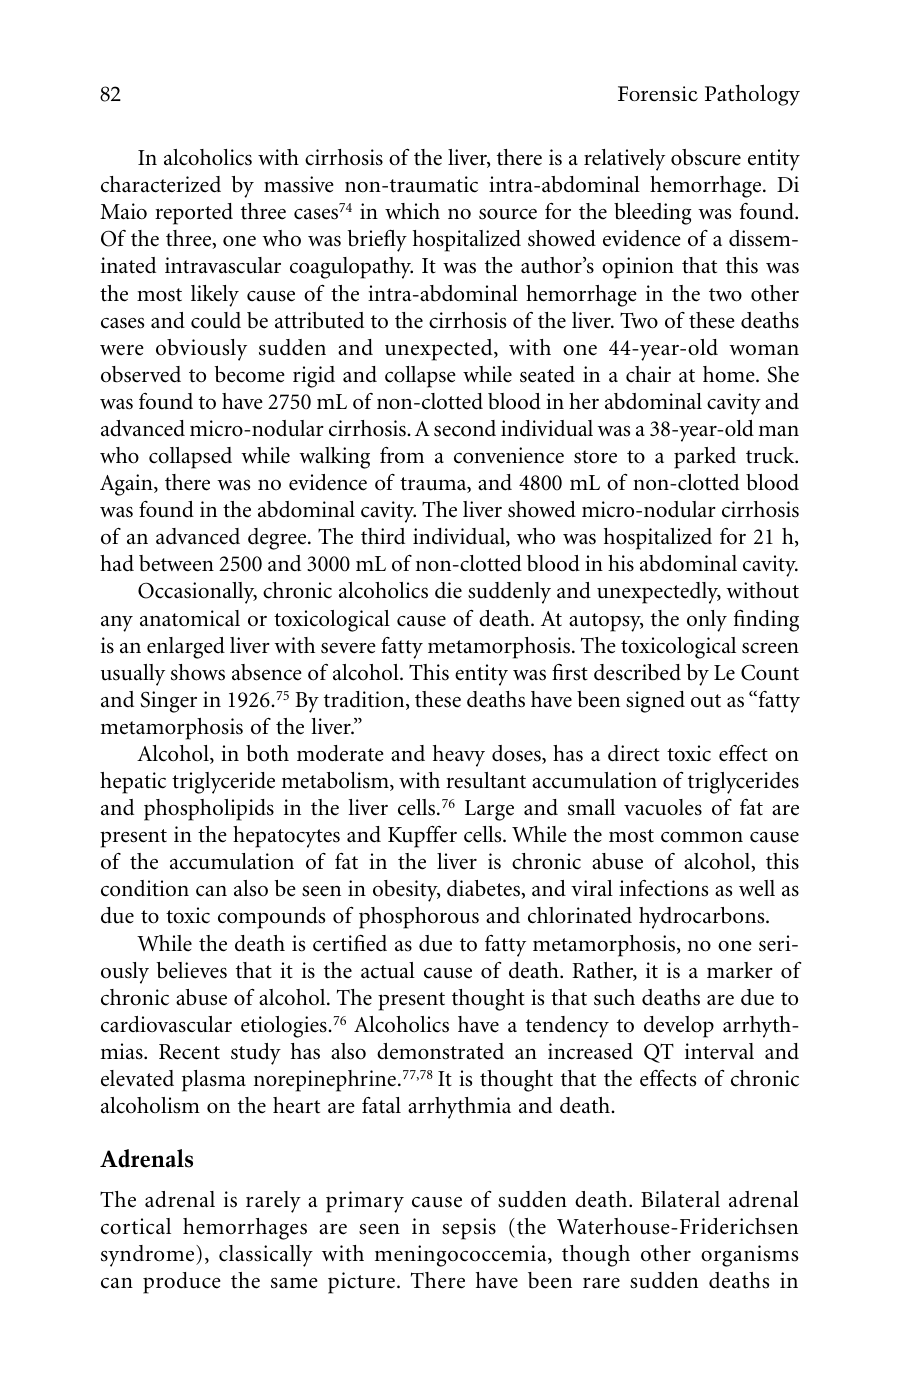 82 Forensic Pathology
In alcoholics with cirrhosis of the liver, there is a relatively obscure entity
characterized by massive non-traumatic intra-abdominal hemorrhage. Di
Maio reported three cases⁷⁴ in which no source for the bleeding was found.
Of the three, one who was briefly hospitalized showed evidence of a dissem-
inated intravascular coagulopathy. It was the author’s opinion that this was
the most likely cause of the intra-abdominal hemorrhage in the two other
cases and could be attributed to the cirrhosis of the liver. Two of these deaths
were obviously sudden and unexpected, with one 44-year-old woman
observed to become rigid and collapse while seated in a chair at home. She
was found to have 2750 mL of non-clotted blood in her abdominal cavity and
advanced micro-nodular cirrhosis. A second individual was a 38-year-old man
who collapsed while walking from a convenience store to a parked truck.
Again, there was no evidence of trauma, and 4800 mL of non-clotted blood
was found in the abdominal cavity. The liver showed micro-nodular cirrhosis
of an advanced degree. The third individual, who was hospitalized for 21 h,
had between 2500 and 3000 mL of non-clotted blood in his abdominal cavity.
Occasionally, chronic alcoholics die suddenly and unexpectedly, without
any anatomical or toxicological cause of death. At autopsy, the only finding
is an enlarged liver with severe fatty metamorphosis. The toxicological screen
usually shows absence of alcohol. This entity was first described by Le Count
and Singer in 1926.⁷⁵ By tradition, these deaths have been signed out as “fatty
metamorphosis of the liver.”
Alcohol, in both moderate and heavy doses, has a direct toxic effect on
hepatic triglyceride metabolism, with resultant accumulation of triglycerides
and phospholipids in the liver cells.⁷⁶ Large and small vacuoles of fat are
present in the hepatocytes and Kupffer cells. While the most common cause
of the accumulation of fat in the liver is chronic abuse of alcohol, this
condition can also be seen in obesity, diabetes, and viral infections as well as
due to toxic compounds of phosphorous and chlorinated hydrocarbons.
While the death is certified as due to fatty metamorphosis, no one seri-
ously believes that it is the actual cause of death. Rather, it is a marker of
chronic abuse of alcohol. The present thought is that such deaths are due to
cardiovascular etiologies.⁷⁶ Alcoholics have a tendency to develop arrhyth-
mias. Recent study has also demonstrated an increased QT interval and
elevated plasma norepinephrine.⁷⁷,⁷⁸ It is thought that the effects of chronic
alcoholism on the heart are fatal arrhythmia and death.
Adrenals
The adrenal is rarely a primary cause of sudden death. Bilateral adrenal
cortical hemorrhages are seen in sepsis (the Waterhouse-Friderichsen
syndrome), classically with meningococcemia, though other organisms
can produce the same picture. There have been rare sudden deaths in